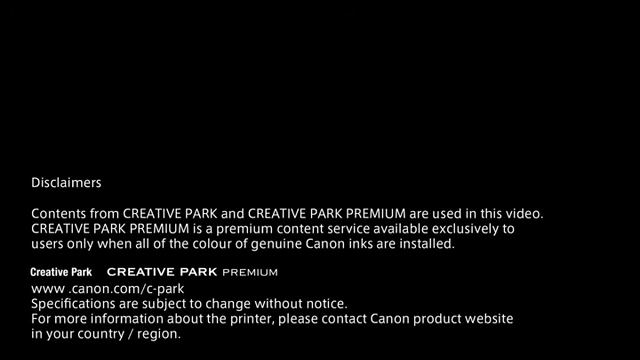 Disclaimers
Contents from CREATIVE PARK and CREATIVE PARK PREMIUM are used in this video.
CREATIVE PARK PREMIUM is a premium content service available exclusively to
users only when all of the colour of genuine Canon inks are installed.
Creative Park CREATIVE PARK PREMIUM
www .canon.com/c-park
Specifications are subject to change without notice.
For more information about the printer, please contact Canon product website
in your country / region.